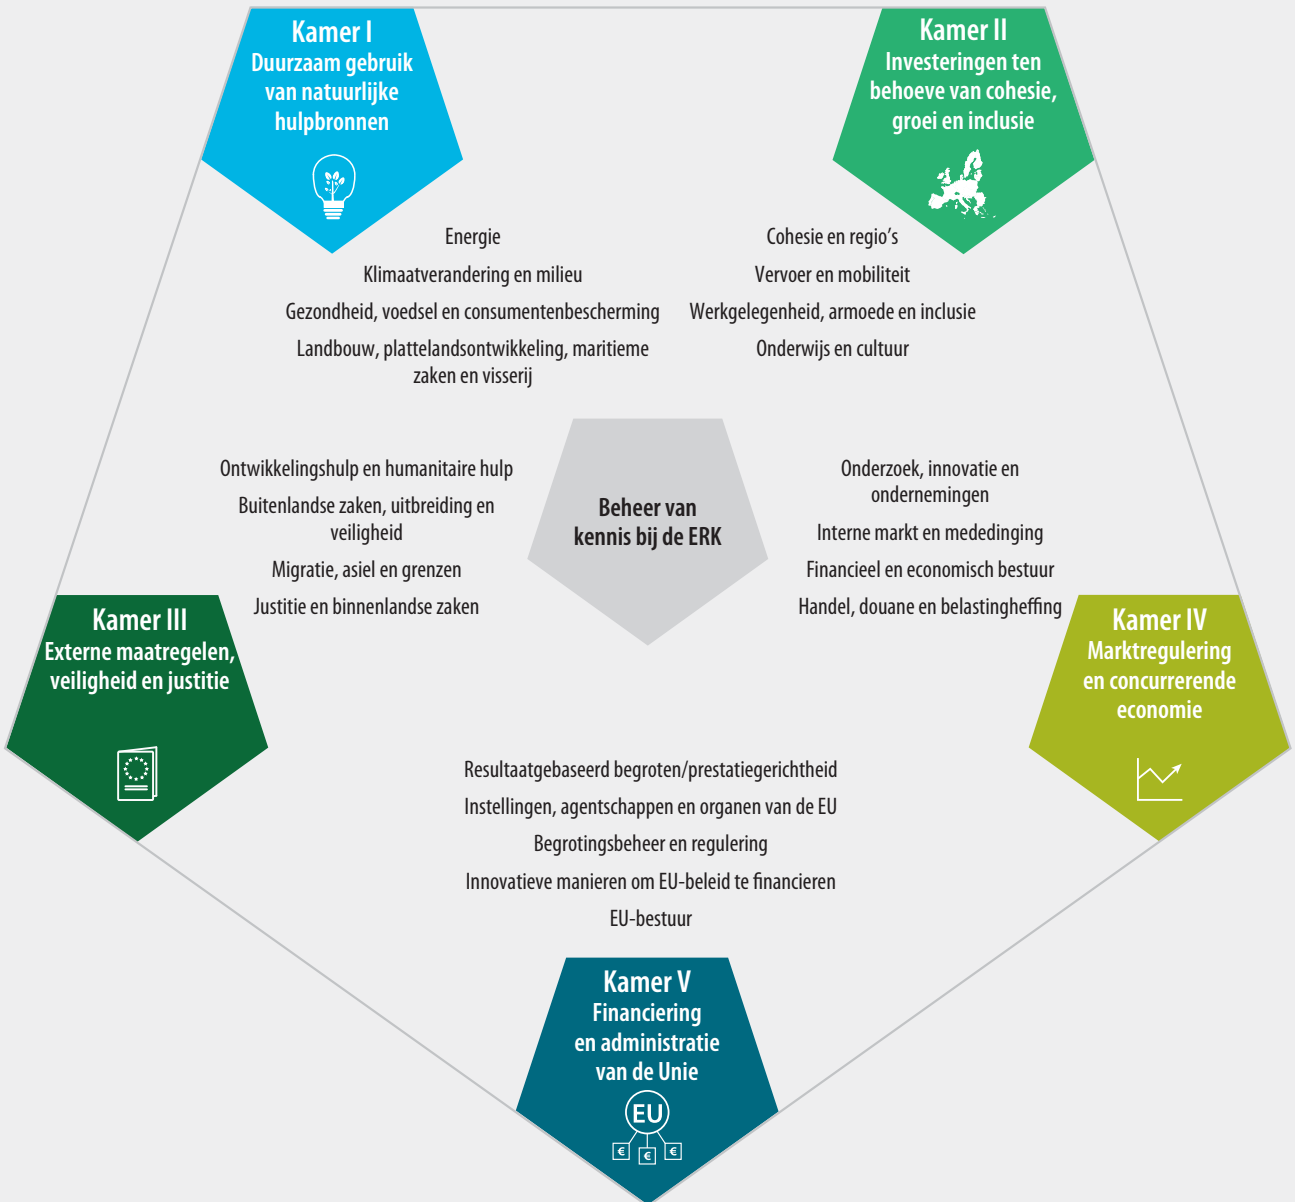 Kamer I
Duurzaam gebruik
van natuurlijke
hulpbronnen
Kamer II
Investeringen ten
behoeve van cohesie,
groei en inclusie
Energie
Klimaatverandering en milieu
Gezondheid, voedsel en consumentenbescherming
Landbouw, plattelandsontwikkeling, maritieme
zaken en visserij
Cohesie en regio’s
Vervoer en mobiliteit
Werkgelegenheid, armoede en inclusie
Onderwijs en cultuur
Ontwikkelingshulp en humanitaire hulp
Buitenlandse zaken, uitbreiding en
veiligheid
Migratie, asiel en grenzen
Justitie en binnenlandse zaken
Beheer van
kennis bij de ERK
Onderzoek, innovatie en
ondernemingen
Interne markt en mededinging
Financieel en economisch bestuur
Handel, douane en belastingheffing
Kamer III
Externe maatregelen,
veiligheid en justitie
Kamer IV
Marktregulering
en concurrerende
economie
Resultaatgebaseerd begroten/prestatiegerichtheid
Instellingen, agentschappen en organen van de EU
Begrotingsbeheer en regulering
Innovatieve manieren om EU-beleid te financieren
EU-bestuur
Kamer V
Financiering
en administratie
van de Unie
EU
€ € €